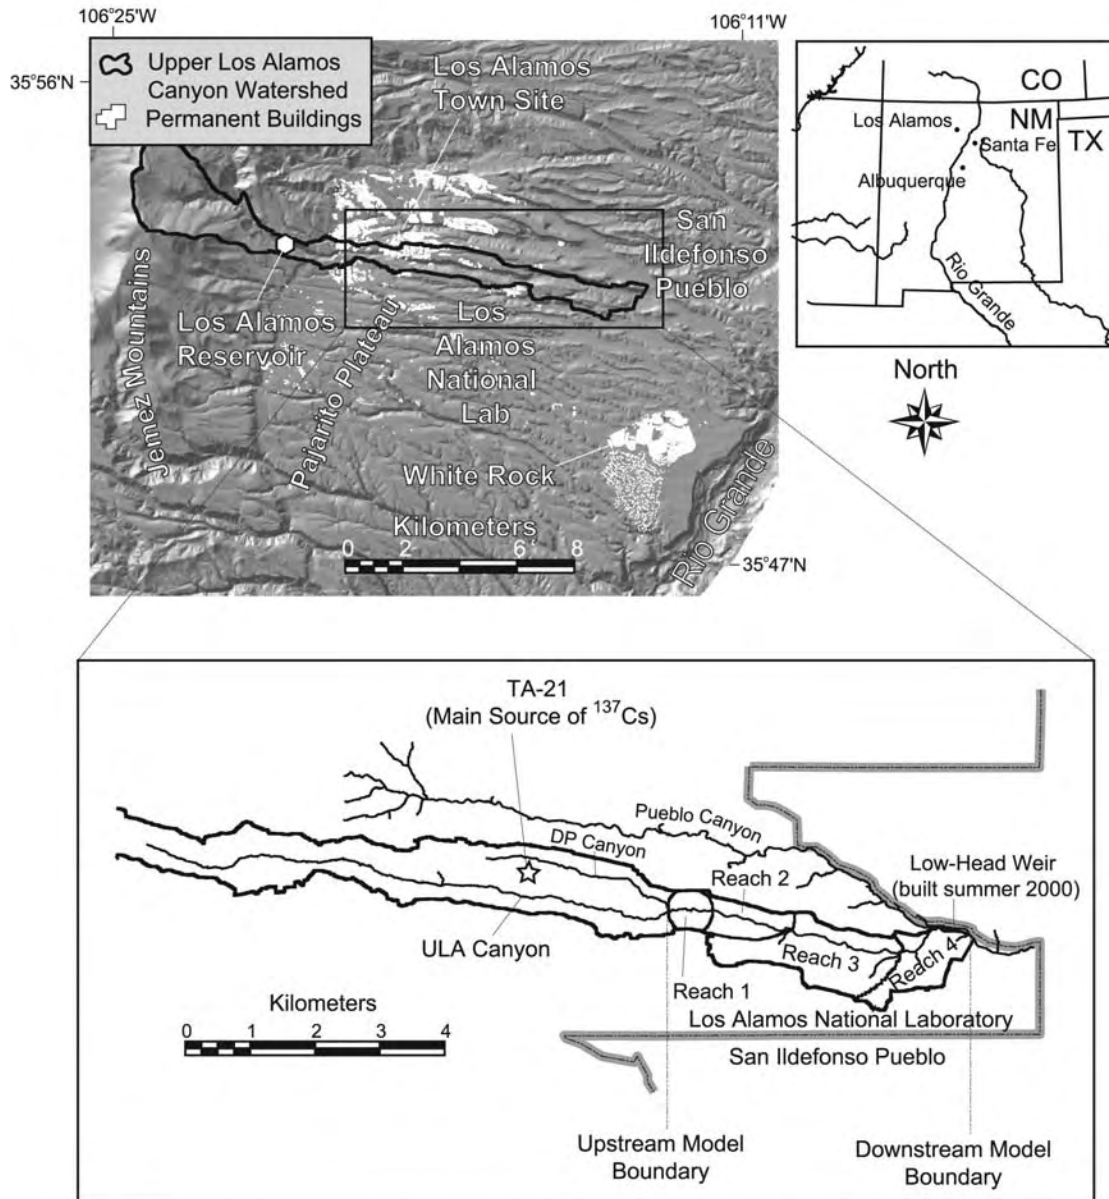 106°25'W
106°11'W
35°56'N
Upper Los Alamos
Canyon Watershed
Permanent Buildings
Los Alamos
Town Site
San
Ildefonso
Pueblo
Los Alamos
Reservoir
Jemez Mountains
Pajarito Plateau
Los
Alamos
National
Lab
White Rock
Rio Grande
Kilometers
0 2 6 8
35°47'N
CO
NM
TX
Los Alamos
Santa Fe
Albuquerque
Rio Grande
North
TA-21
(Main Source of ¹³⁷Cs)
Pueblo Canyon
DP Canyon
Reach 2
Low-Head Weir
(built summer 2000)
ULA Canyon
Reach 3
Reach 4
Reach 1
Kilometers
0 1 2 3 4
Los Alamos National Laboratory
San Ildefonso Pueblo
Upstream Model
Boundary
Downstream Model
Boundary